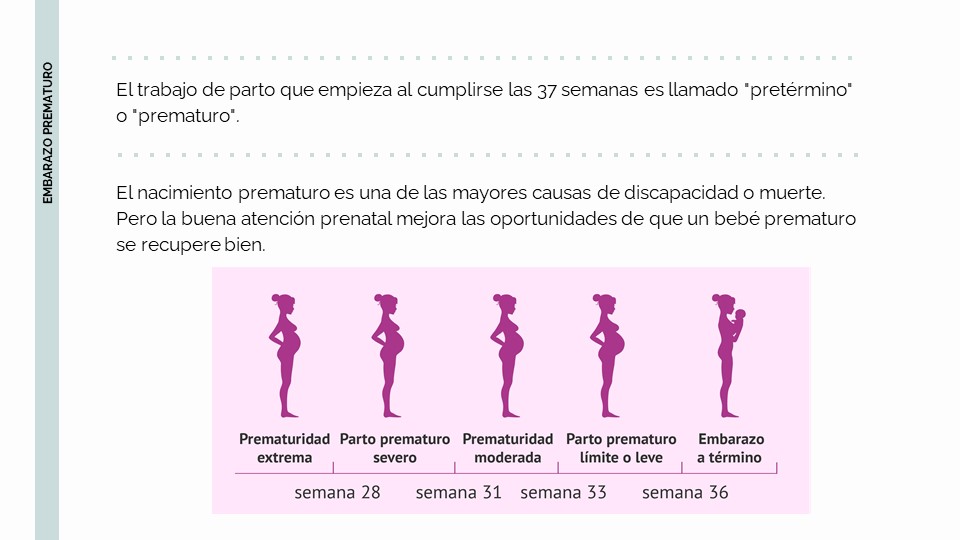 EMBARAZO PREMATURO
El trabajo de parto que empieza al cumplirse las 37 semanas es llamado "pretérmino"
o "prematuro".
El nacimiento prematuro es una de las mayores causas de discapacidad o muerte.
Pero la buena atención prenatal mejora las oportunidades de que un bebé prematuro
se recupere bien.
Prematuridad extrema
Parto prematuro severo
Prematuridad moderada
Parto prematuro límite o leve
Embarazo a término
semana 28 semana 31 semana 33 semana 36